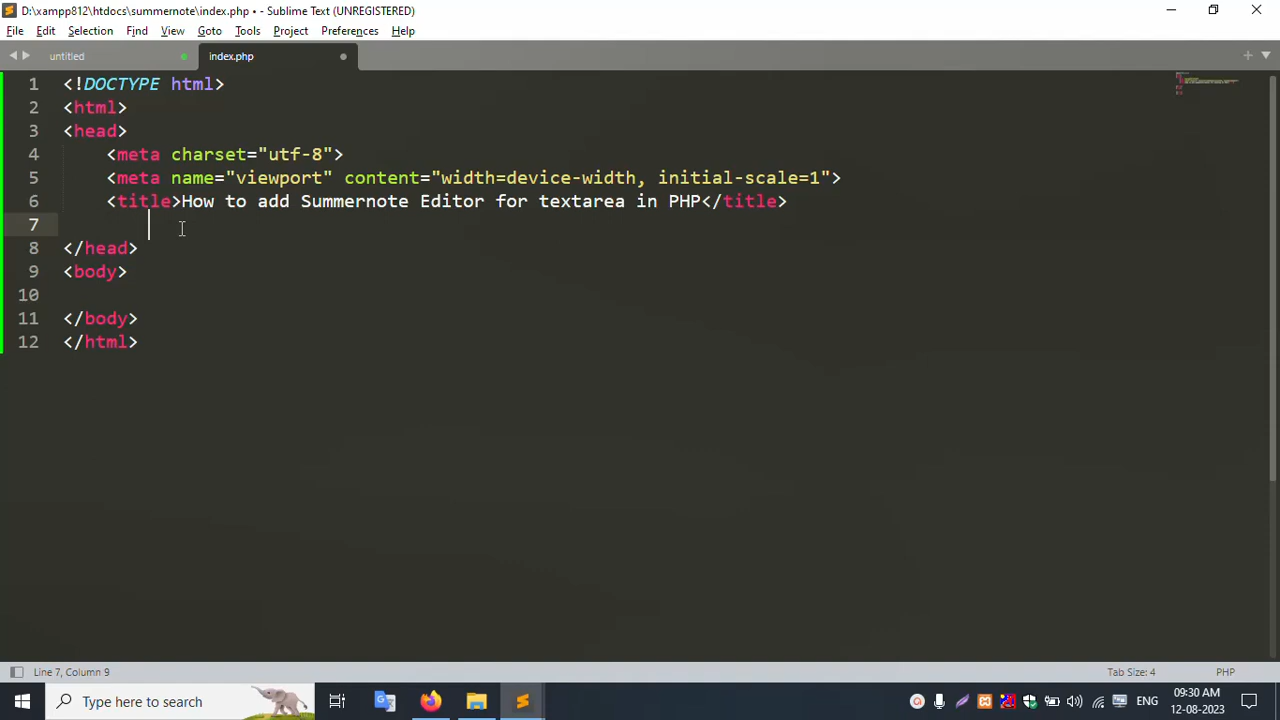 D:\xampp812\htdocs\summernote\index.php • - Sublime Text (UNREGISTERED)
File Edit Selection Find View Goto Tools Project Preferences Help
untitled index.php
1 <!DOCTYPE html>
2 <html>
3 <head>
4 <meta charset="utf-8">
5 <meta name="viewport" content="width=device-width, initial-scale=1">
6 <title>How to add Summernote Editor for textarea in PHP</title>
7
8 </head>
9 <body>
10
11 </body>
12 </html>
Line 7, Column 9 Tab Size: 4 PHP
Type here to search ENG 09:30 AM
12-08-2023